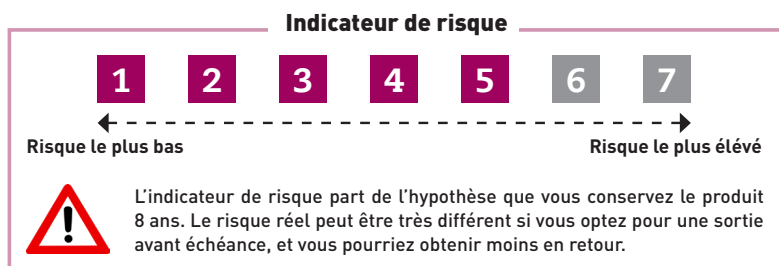 Indicateur de risque
1 2 3 4 5 6 7
Risque le plus bas Risque le plus élévé
L'indicateur de risque part de l'hypothèse que vous conservez le produit
8 ans. Le risque réel peut être très différent si vous optez pour une sortie
avant échéance, et vous pourriez obtenir moins en retour.